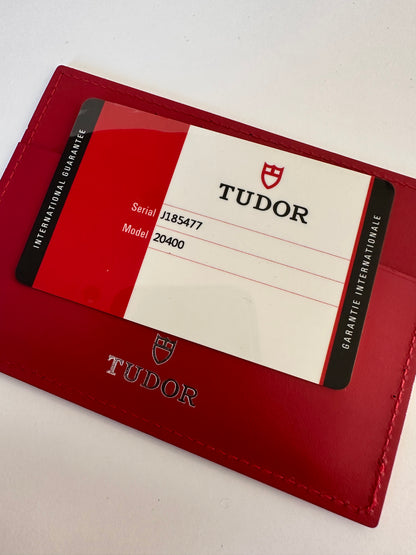 INTERNATIONAL GUARANTEE
TUDOR
Serial J185477
Model 20400
GARANTIE INTERNATIONALE
TUDOR